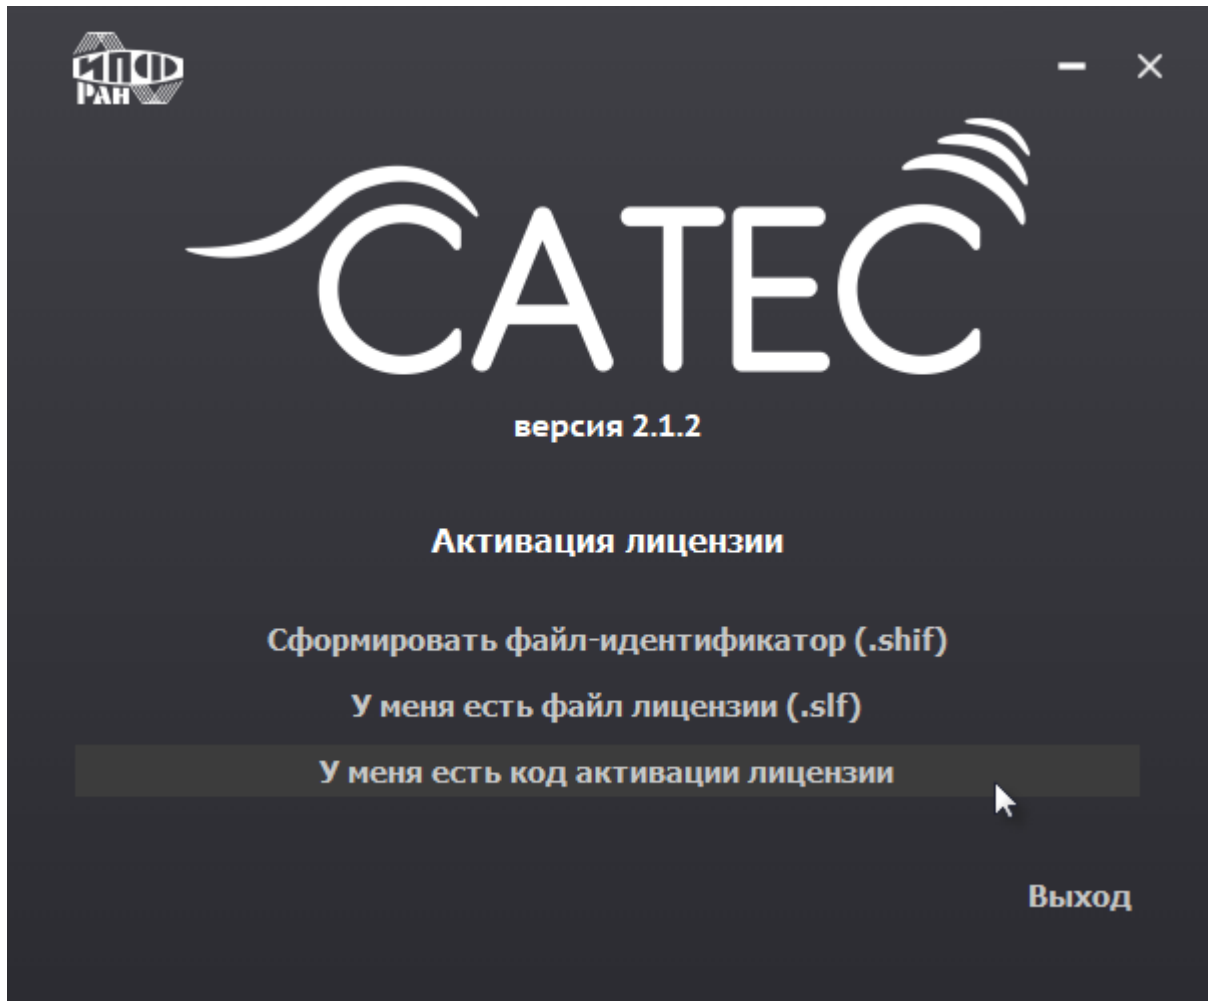 ИПФ
РАН
CATEC
версия 2.1.2
Активация лицензии
Сформировать файл-идентификатор (.shif)
У меня есть файл лицензии (.slf)
У меня есть код активации лицензии
Выход